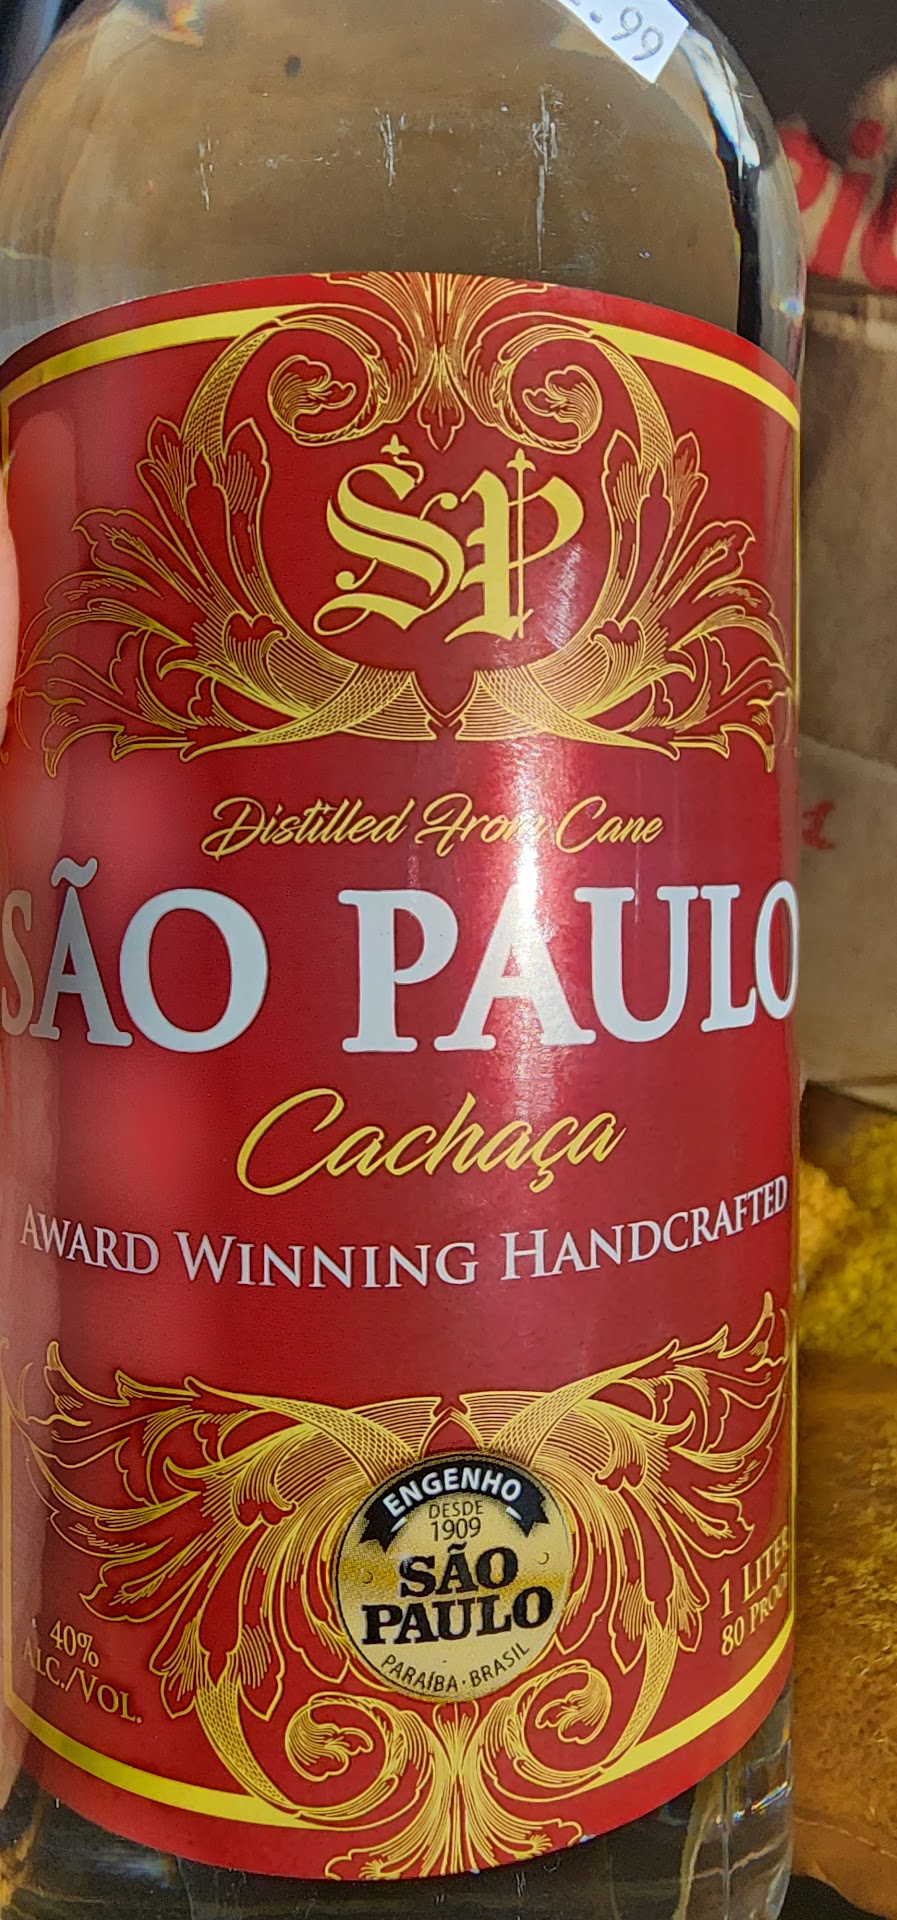 .99
SP
Distilled From Cane
SÃO PAULO
Cachaça
AWARD WINNING HANDCRAFTED
ENGENHO
DESDE
1909
SÃO
PAULO
PARAÍBA · BRASIL
40%
ALC./VOL.
1 LITER
80 PROOF